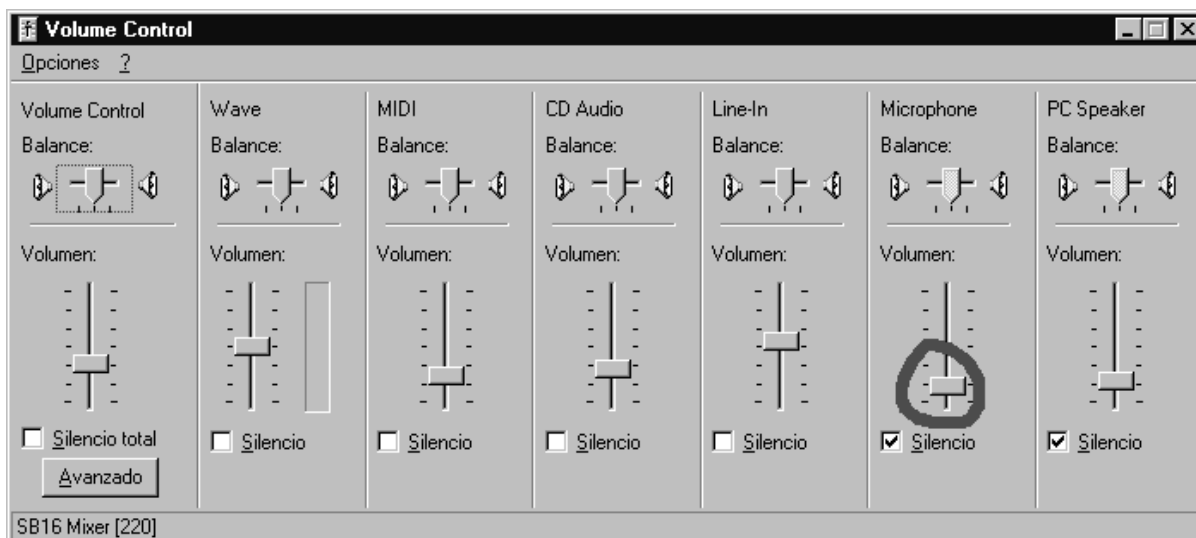 Volume Control
Opciones ?
Volume Control Wave MIDI CD Audio Line-In Microphone PC Speaker
Balance: Balance: Balance: Balance: Balance: Balance: Balance:
Volumen: Volumen: Volumen: Volumen: Volumen: Volumen: Volumen:
Silencio total Silencio Silencio Silencio Silencio Silencio Silencio
Avanzado
SB16 Mixer [220]